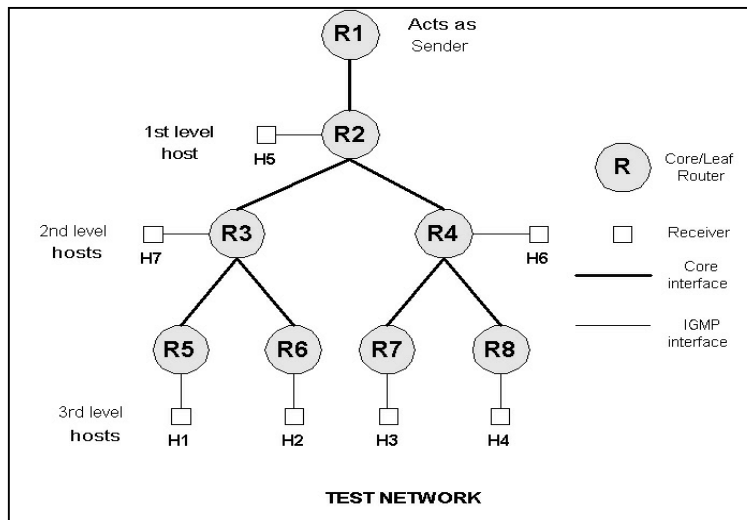 R1
Acts as
Sender
1st level
host
H5
R2
R
Core/Leaf
Router
2nd level
hosts
H7
R3
R4
H6
Receiver
Core
interface
IGMP
interface
R5
R6
R7
R8
3rd level
hosts
H1
H2
H3
H4
TEST NETWORK